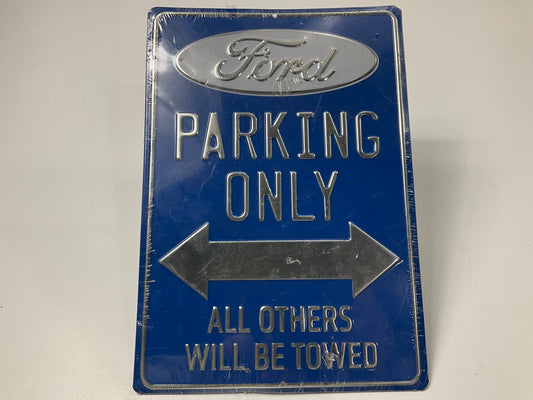 Ford
PARKING
ONLY
ALL OTHERS
WILL BE TOWED